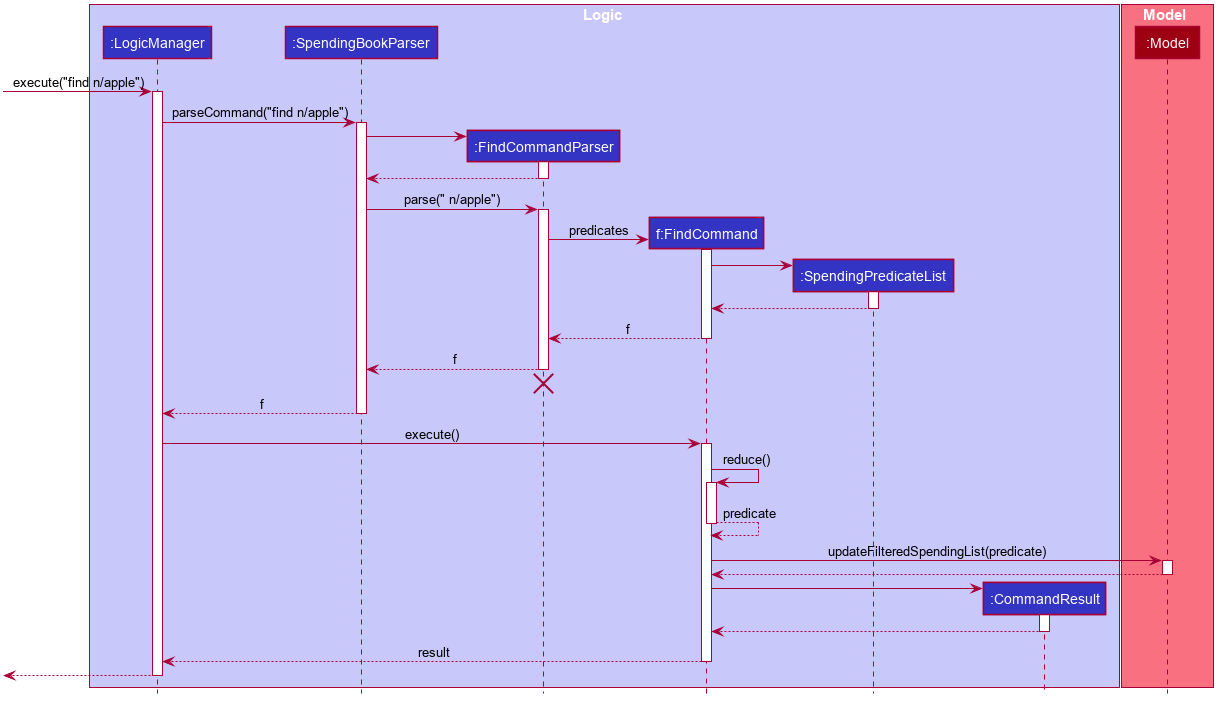 Logic
Model
:LogicManager
:SpendingBookParser
:Model
execute("find n/apple")
parseCommand("find n/apple")
:FindCommandParser
parse(" n/apple")
predicates
f:FindCommand
:SpendingPredicateList
f
f
f
execute()
reduce()
predicate
updateFilteredSpendingList(predicate)
:CommandResult
result